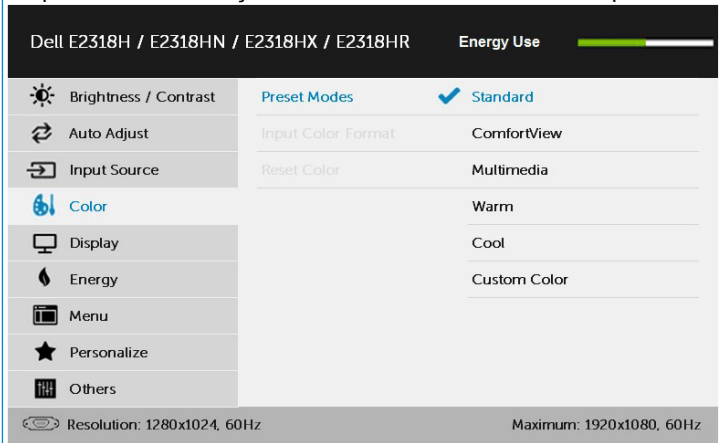 Dell E2318H / E2318HN / E2318HX / E2318HR Energy Use
Brightness / Contrast Preset Modes Standard
Auto Adjust Input Color Format ComfortView
Input Source Reset Color Multimedia
Color Warm
Display Cool
Energy Custom Color
Menu
Personalize
Others
Resolution: 1280x1024, 60Hz Maximum: 1920x1080, 60Hz